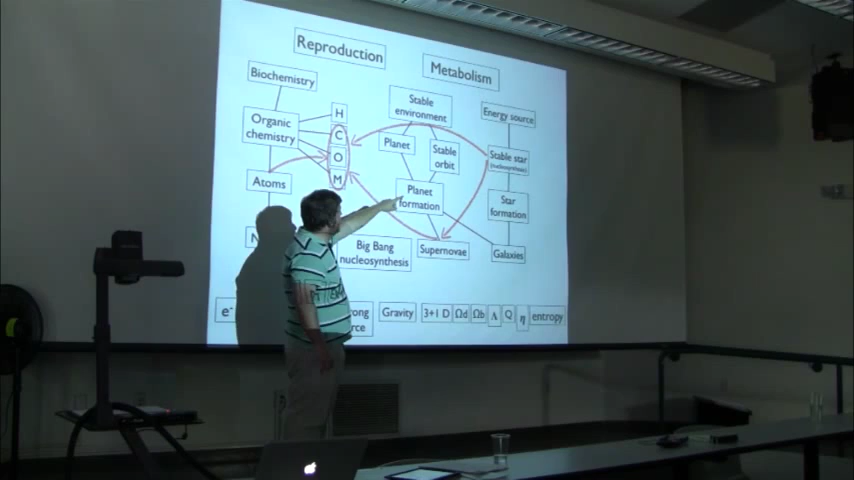 Reproduction
Metabolism
Biochemistry
Stable
environment
Energy source
H
Organic
chemistry
C
Planet
Stable
orbit
Stable star
(nucleosynthesis)
O
M
Atoms
Planet
formation
Star
formation
Big Bang
nucleosynthesis
Supernovae
Galaxies
e-
Gravity
3+1 D
Ωd
Ωb
Λ
Q
η
entropy